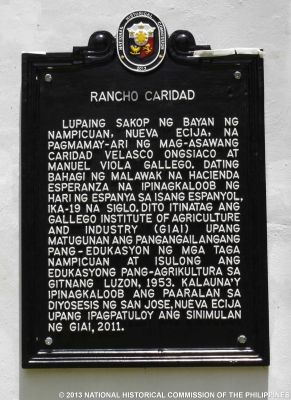 NATIONAL HISTORICAL COMMISSION
2013
RANCHO CARIDAD
LUPAING SAKOP NG BAYAN NG
NAMPICUAN, NUEVA ECIJA, NA
PAGMAMAY-ARI NG MAG-ASAWANG
CARIDAD VELASCO ONGSIACO AT
MANUEL VIOLA GALLEGO. DATING
BAHAGI NG MALAWAK NA HACIENDA
ESPERANZA NA IPINAGKALOOB NG
HARI NG ESPANYA SA ISANG ESPANYOL,
IKA-19 NA SIGLO. DITO ITINATAG ANG
GALLEGO INSTITUTE OF AGRICULTURE
AND INDUSTRY (GIAI) UPANG
MATUGUNAN ANG PANGANGAILANGANG
PANG-EDUKASYON NG MGA TAGA
NAMPICUAN AT ISULONG ANG
EDUKASYONG PANG-AGRIKULTURA SA
GITNANG LUZON, 1953. KALAUNA'Y
IPINAGKALOOB ANG PAARALAN SA
DIYOSESIS NG SAN JOSE, NUEVA ECIJA
UPANG IPAGPATULOY ANG SINIMULAN
NG GIAI, 2011.
© 2013 NATIONAL HISTORICAL COMMISSION OF THE PHILIPPINES